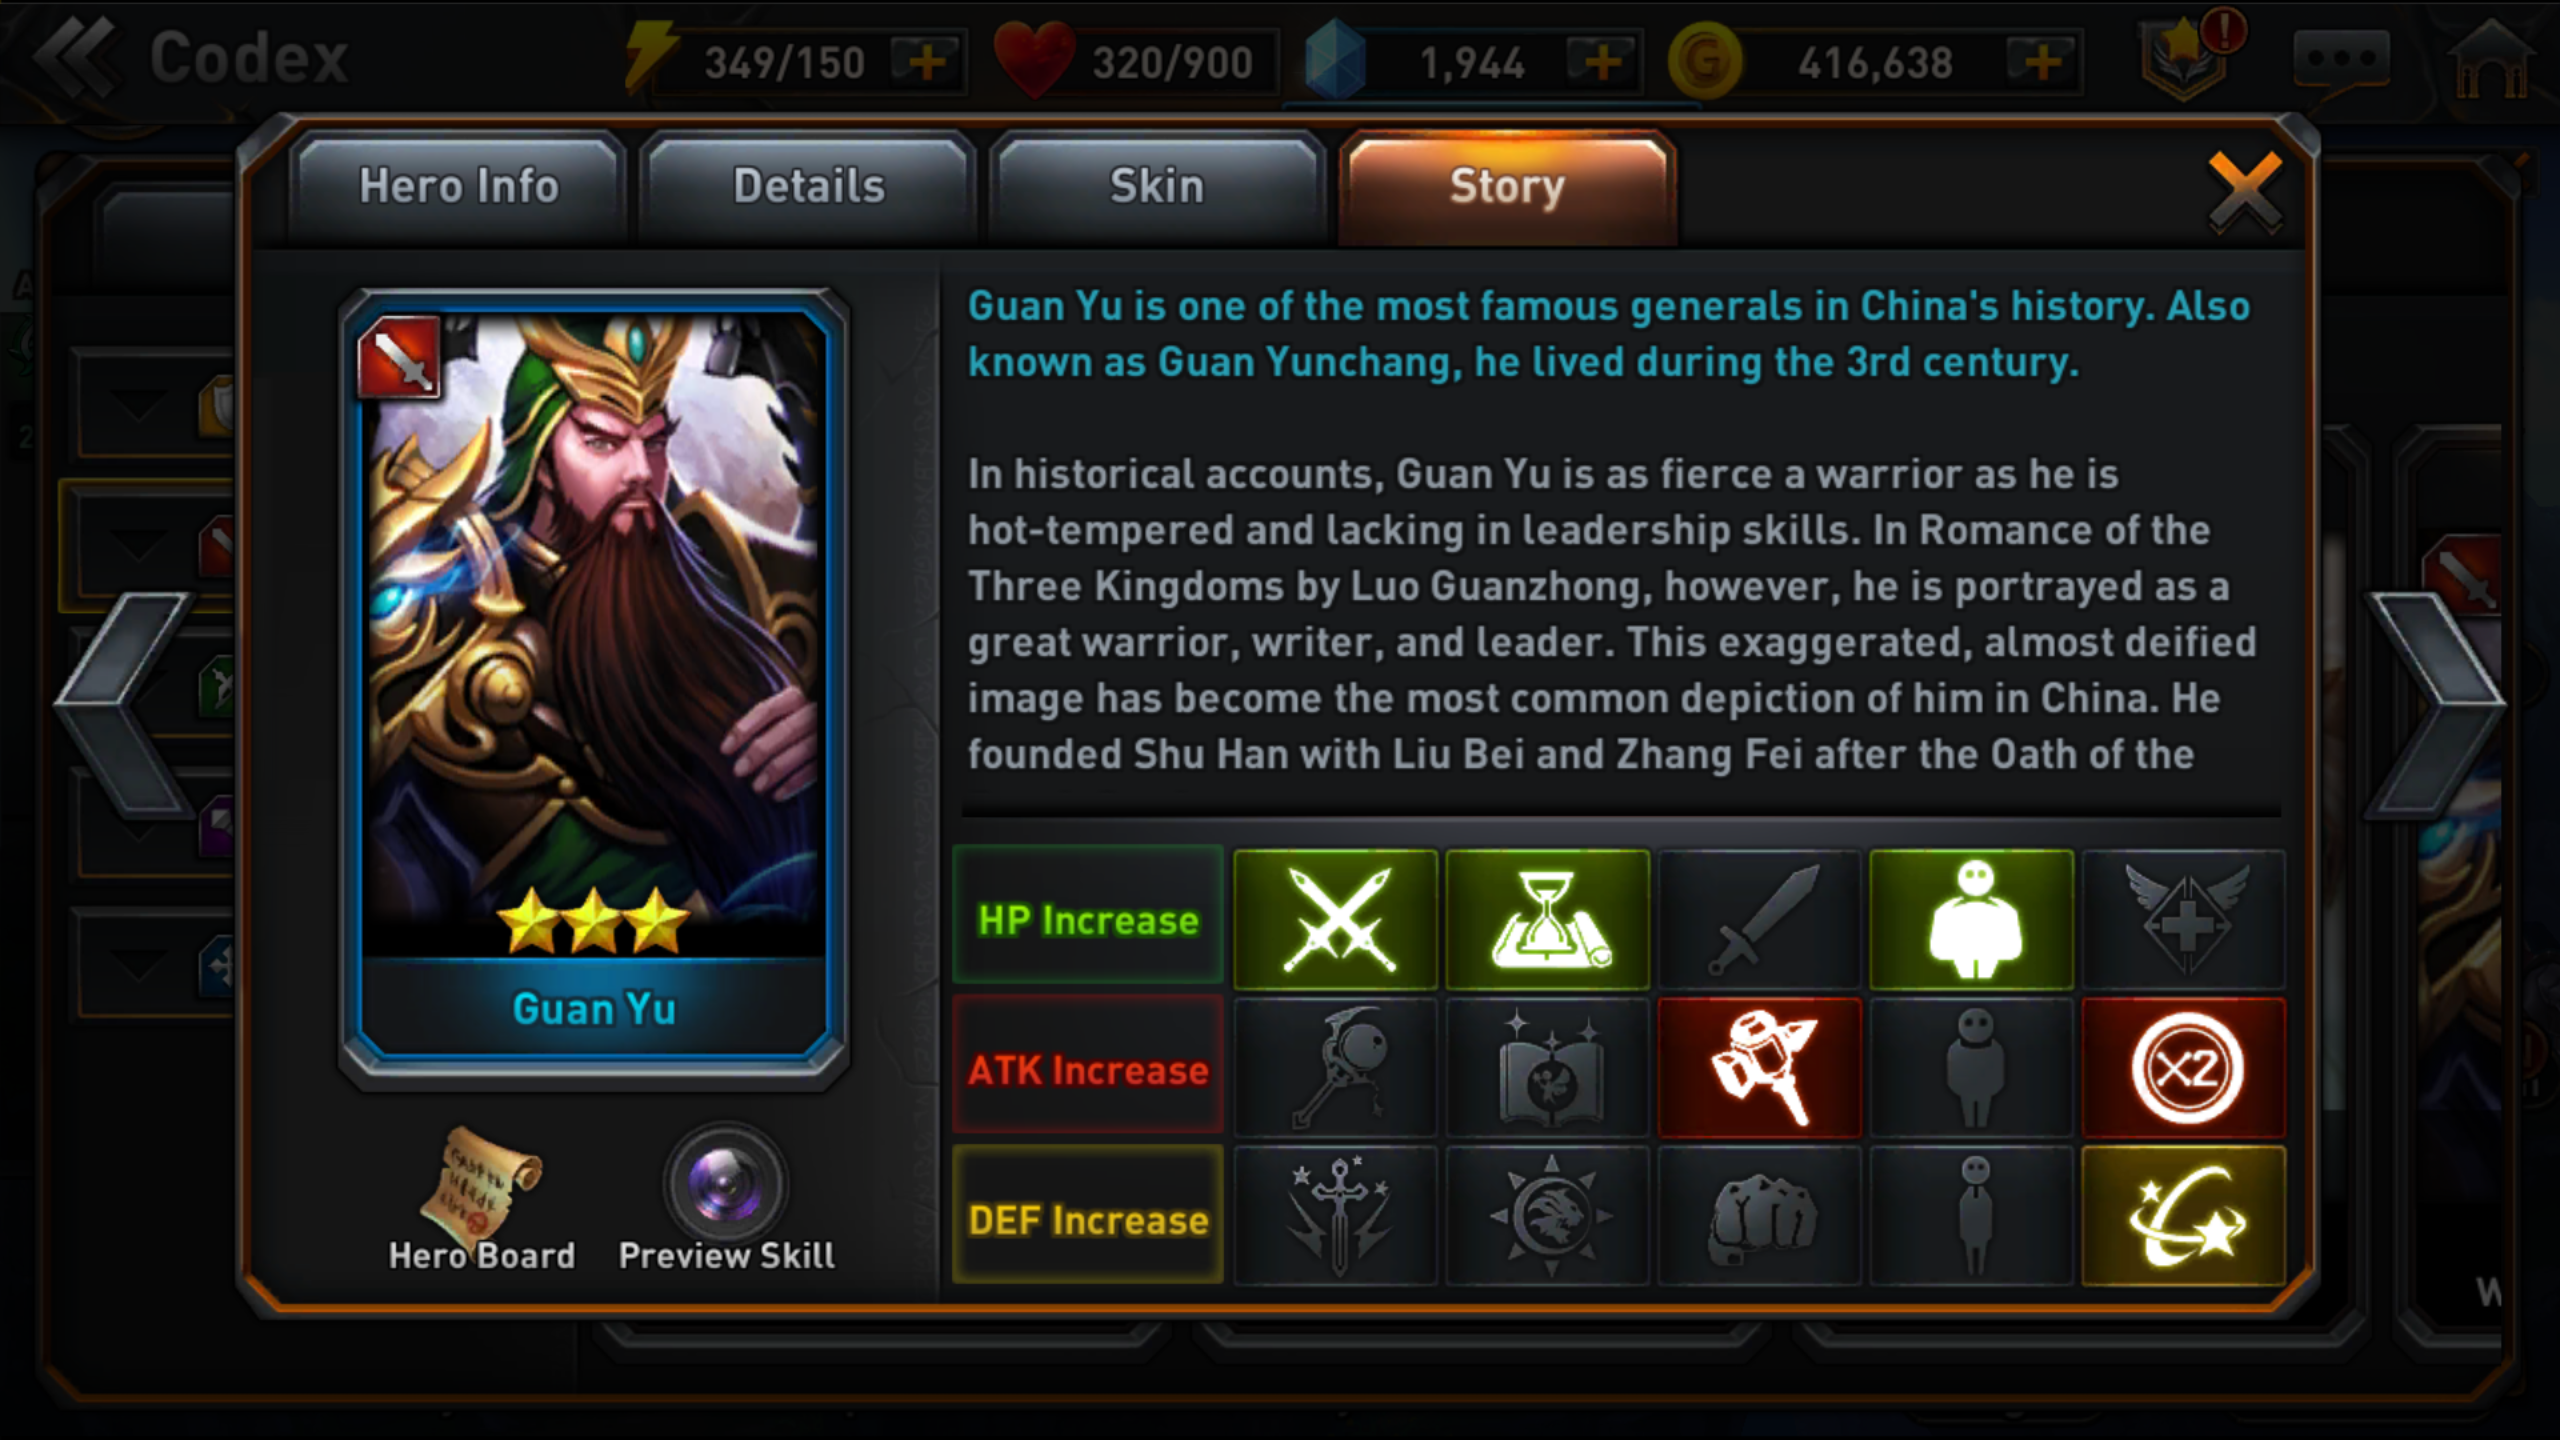 Codex
349/150
320/900
1,944
416,638
Hero Info
Details
Skin
Story
Guan Yu is one of the most famous generals in China's history. Also
known as Guan Yunchang, he lived during the 3rd century.
In historical accounts, Guan Yu is as fierce a warrior as he is
hot-tempered and lacking in leadership skills. In Romance of the
Three Kingdoms by Luo Guanzhong, however, he is portrayed as a
great warrior, writer, and leader. This exaggerated, almost deified
image has become the most common depiction of him in China. He
founded Shu Han with Liu Bei and Zhang Fei after the Oath of the
Guan Yu
Hero Board
Preview Skill
HP Increase
ATK Increase
X2
DEF Increase